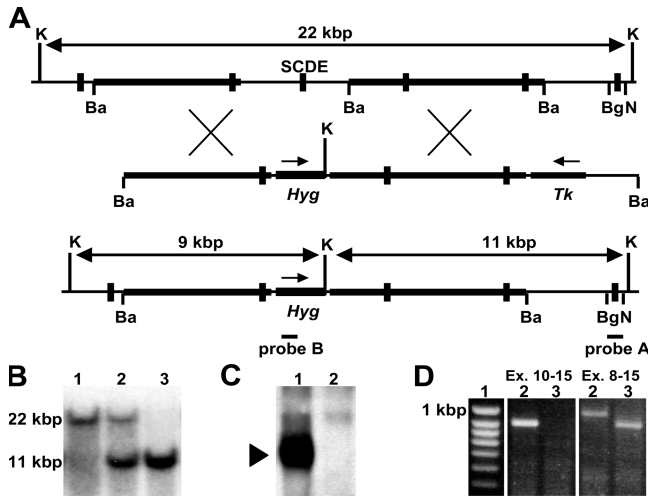 A
K 22 kbp K
SCDE
Ba Ba Ba BgN
K
Hyg Tk
Ba Ba
K 9 kbp K 11 kbp K
Hyg
Ba Ba BgN
probe B probe A
B C D
1 2 3
22 kbp
11 kbp
1 2
Ex. 10-15 Ex. 8-15
1 2 3 2 3
1 kbp